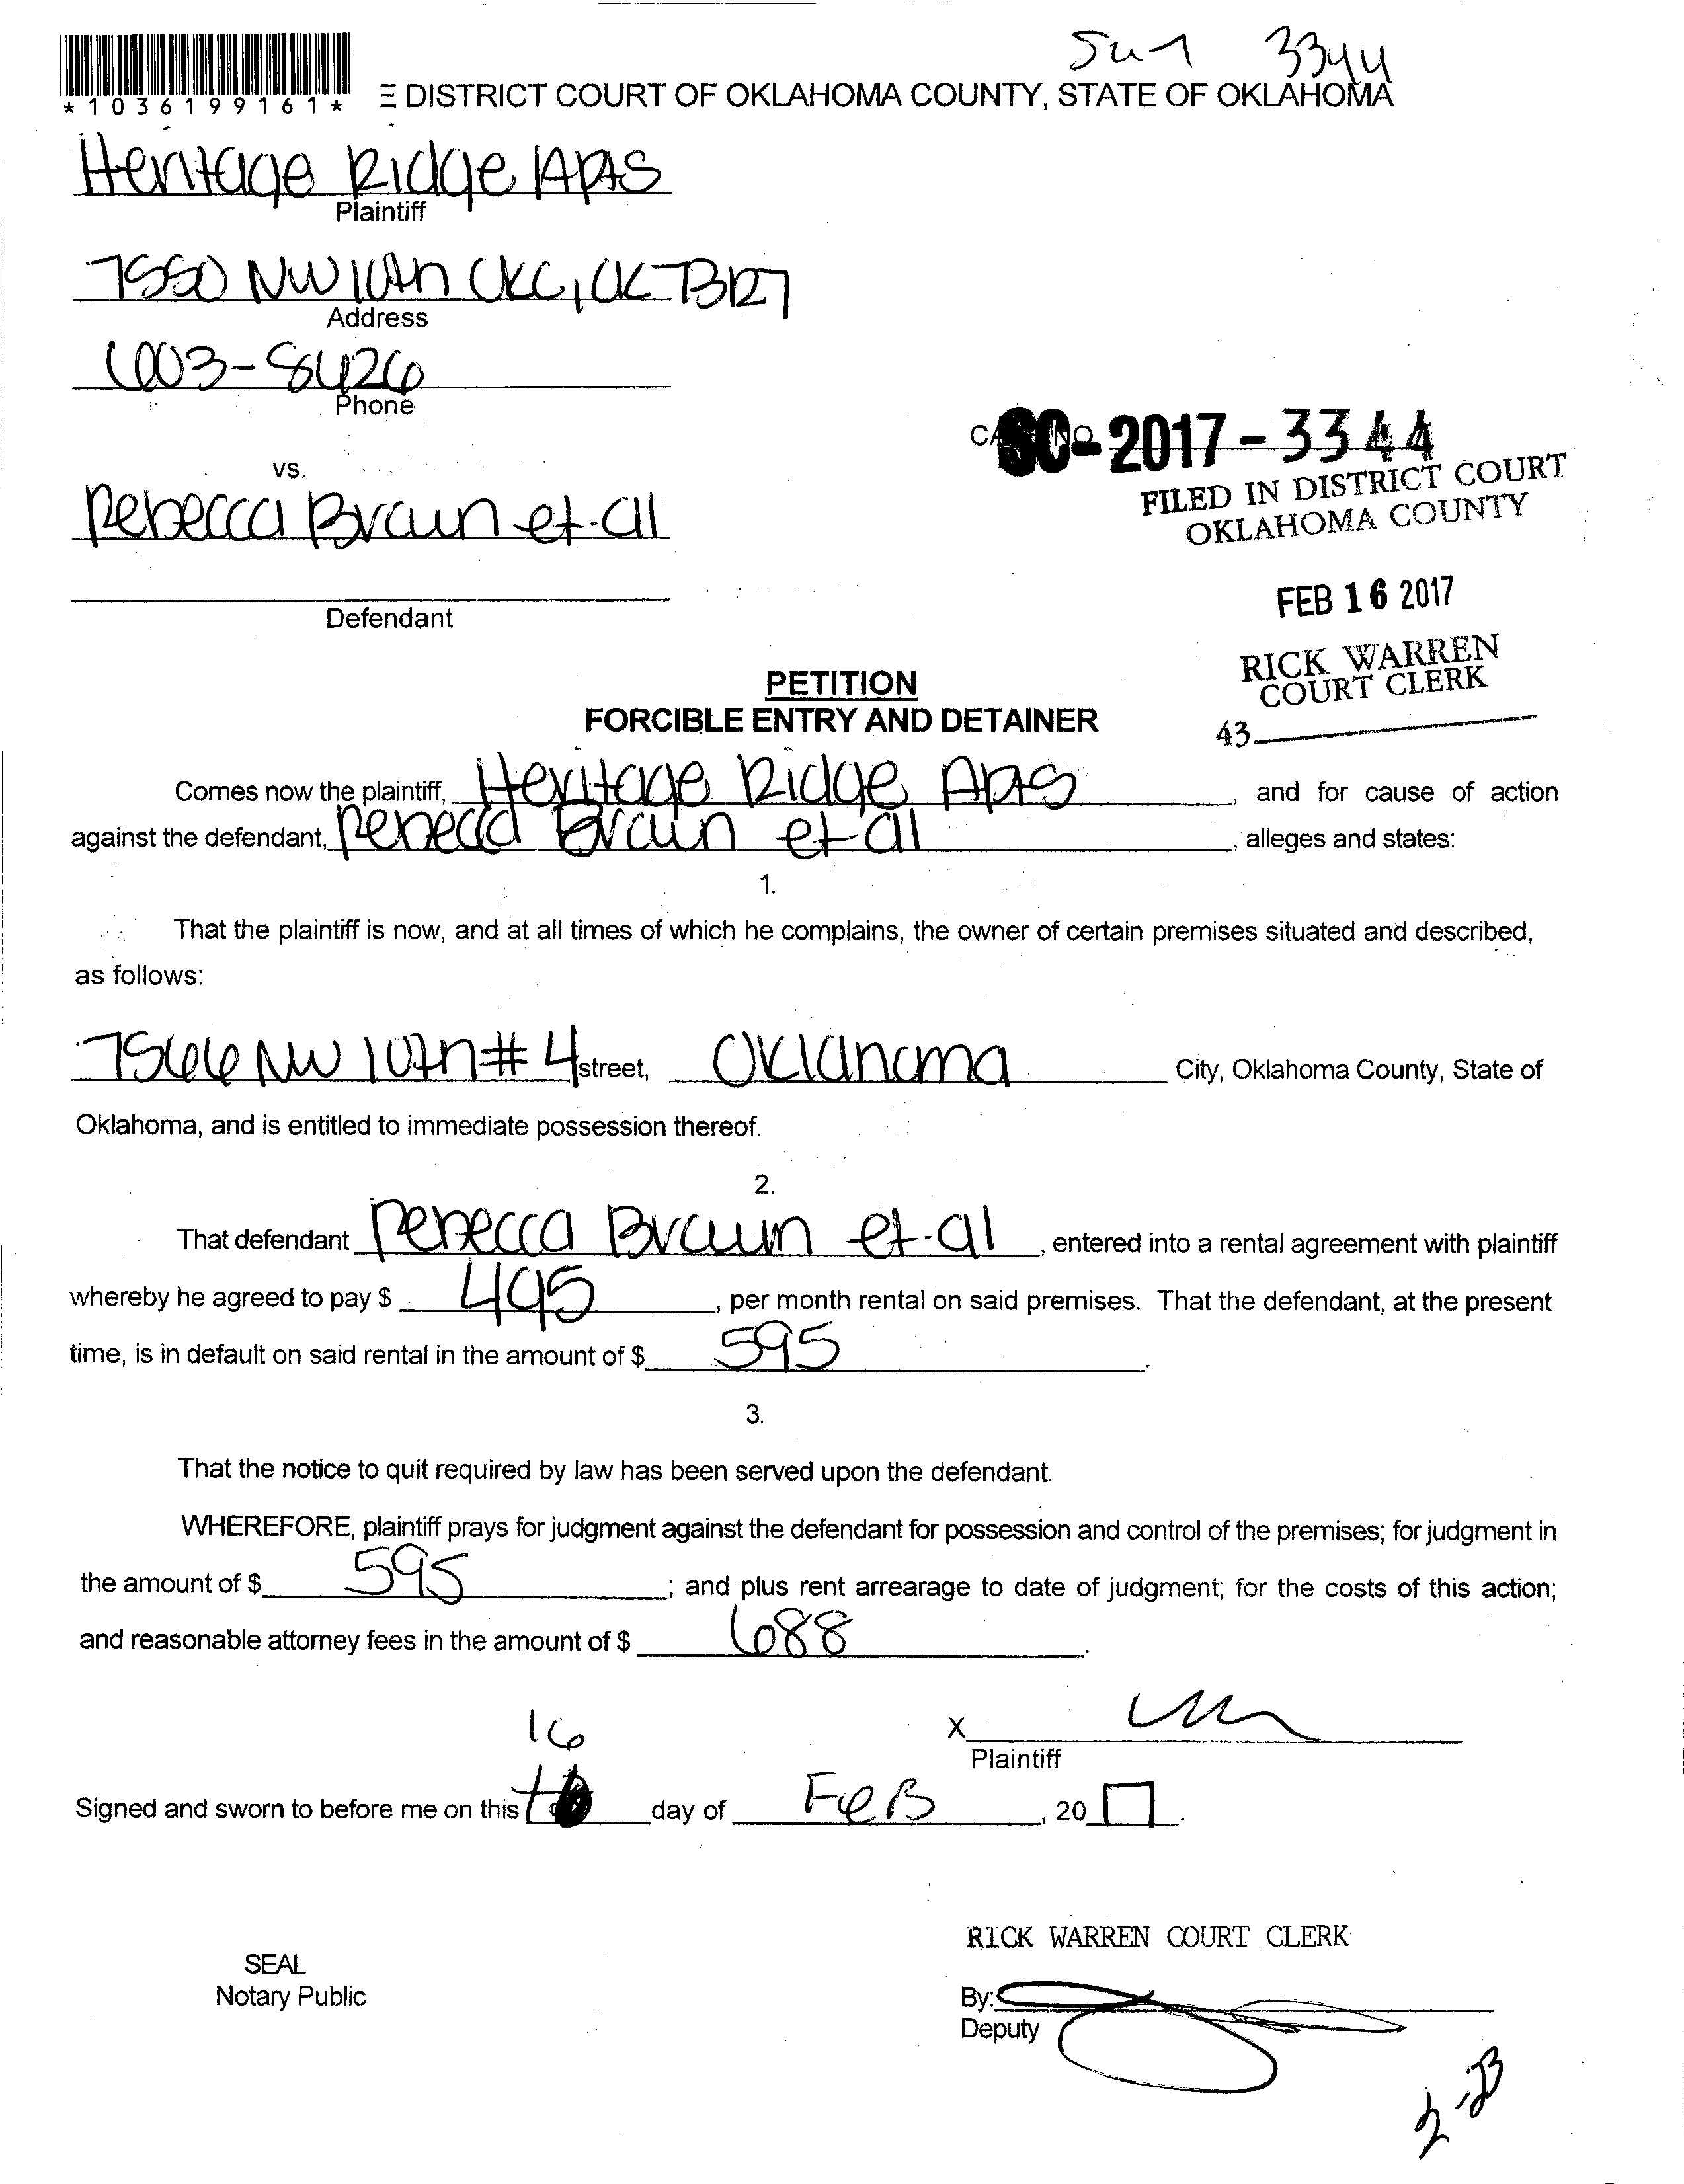 3344
*1036199161*
E DISTRICT COURT OF OKLAHOMA COUNTY, STATE OF OKLAHOMA
Heritage Ridge Apts
Plaintiff
7550 NW 10th OKC, OK 73127
Address
603-8426
Phone
SC-2017-3344
FILED IN DISTRICT COURT
OKLAHOMA COUNTY
vs.
Rebecca Braun et-al
Defendant
FEB 16 2017
RICK WARREN
COURT CLERK
43
PETITION
FORCIBLE ENTRY AND DETAINER
Comes now the plaintiff, Heritage Ridge Apts, and for cause of action
against the defendant, Rebecca Braun et-al, alleges and states:
1.
That the plaintiff is now, and at all times of which he complains, the owner of certain premises situated and described,
as follows:
7566 NW 10th #4 street, Oklahoma City, Oklahoma County, State of
Oklahoma, and is entitled to immediate possession thereof.
2.
That defendant Rebecca Braun et-al, entered into a rental agreement with plaintiff
whereby he agreed to pay $ 495, per month rental on said premises. That the defendant, at the present
time, is in default on said rental in the amount of $ 595.
3.
That the notice to quit required by law has been served upon the defendant.
WHEREFORE, plaintiff prays for judgment against the defendant for possession and control of the premises; for judgment in
the amount of $ 595; and plus rent arrearage to date of judgment; for the costs of this action;
and reasonable attorney fees in the amount of $ 688.
X
Plaintiff
16
Signed and sworn to before me on this day of Feb, 20 17.
RICK WARREN COURT CLERK
SEAL
Notary Public
By:
Deputy